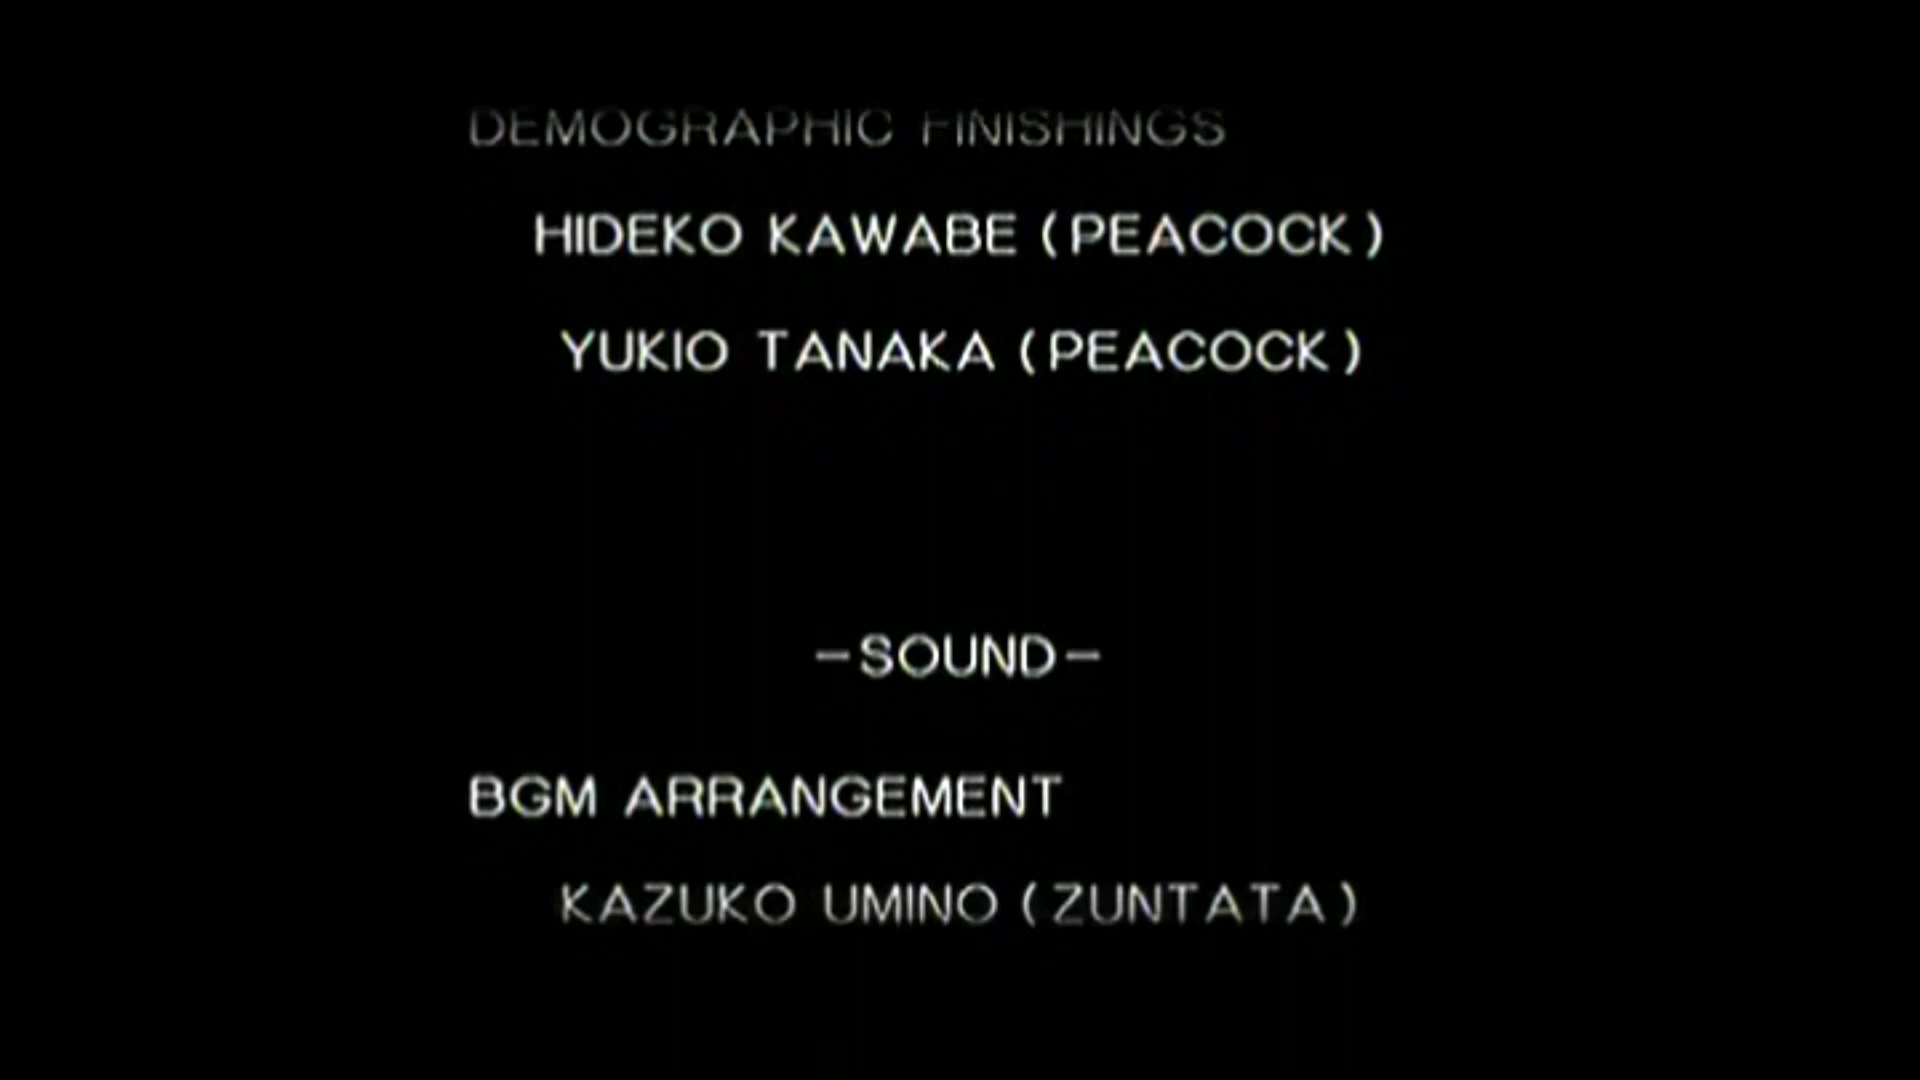 DEMOGRAPHIC FINISHINGS
HIDEKO KAWABE (PEACOCK)
YUKIO TANAKA (PEACOCK)
-SOUND-
BGM ARRANGEMENT
KAZUKO UMINO (ZUNTATA)